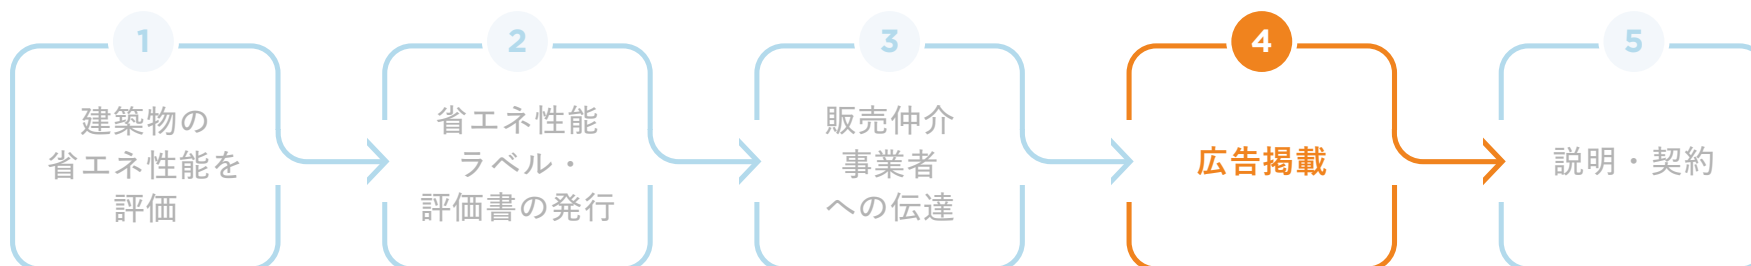 1
建築物の
省エネ性能を
評価
2
省エネ性能
ラベル・
評価書の発行
3
販売仲介
事業者
への伝達
4
広告掲載
5
説明・契約